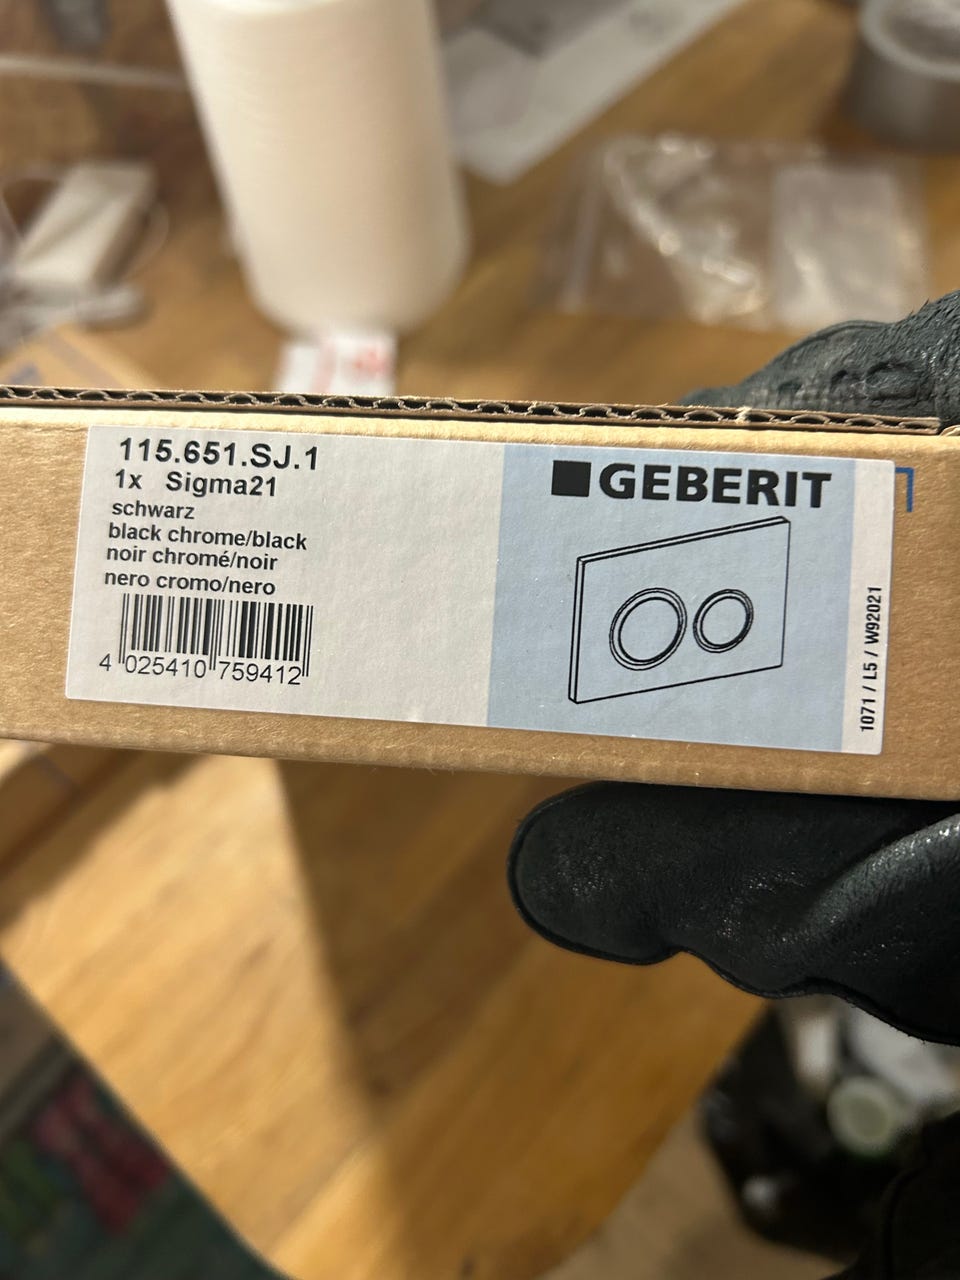 115.651.SJ.1
1x Sigma21
schwarz
black chrome/black
noir chromé/noir
nero cromo/nero
4 025410 759412
GEBERIT
1071 / L5 / W92021